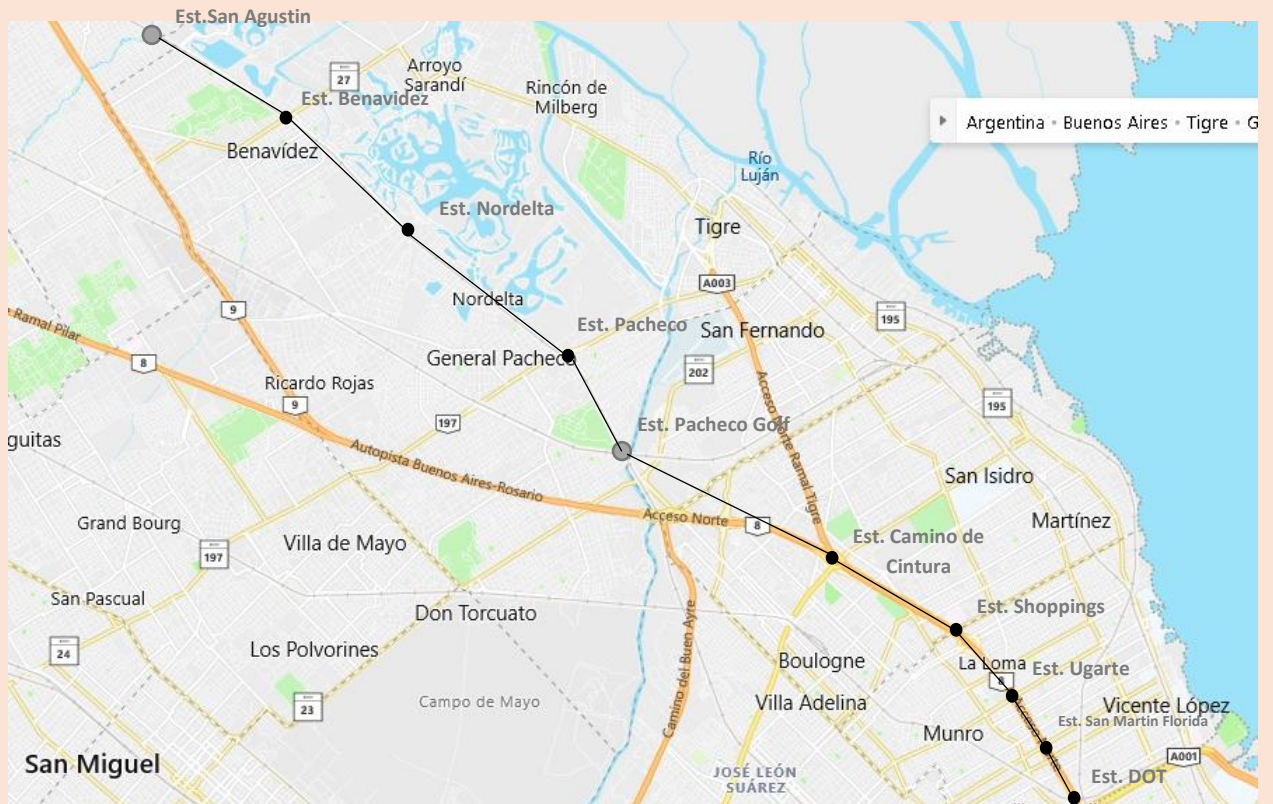 Est.San Agustin
27
Arroyo
Sarandí
Rincón de
Milberg
Est. Benavidez
Argentina • Buenos Aires • Tigre • G
Benavídez
Río
Luján
Est. Nordelta
Tigre
A003
Nordelta
9
195
Ramal Pilar
Est. Pacheco
San Fernando
8
General Pacheco
202
Ricardo Rojas
9
195
197
Acceso Norte Ramal Tigre
Est. Pacheco Golf
guitas
Autopista Buenos Aires-Rosario
San Isidro
Grand Bourg
Acceso Norte
8
Martínez
Villa de Mayo
197
Est. Camino de
Cintura
San Pascual
Don Torcuato
Est. Shoppings
24
Los Polvorines
Camino del Buen Ayre
Boulogne
La Loma
Est. Ugarte
8
23
Campo de Mayo
Villa Adelina
Vicente López
Est. San Martin Florida
Munro
Acceso Norte
San Miguel
JOSÉ LEÓN
SUÁREZ
Est. DOT
A001